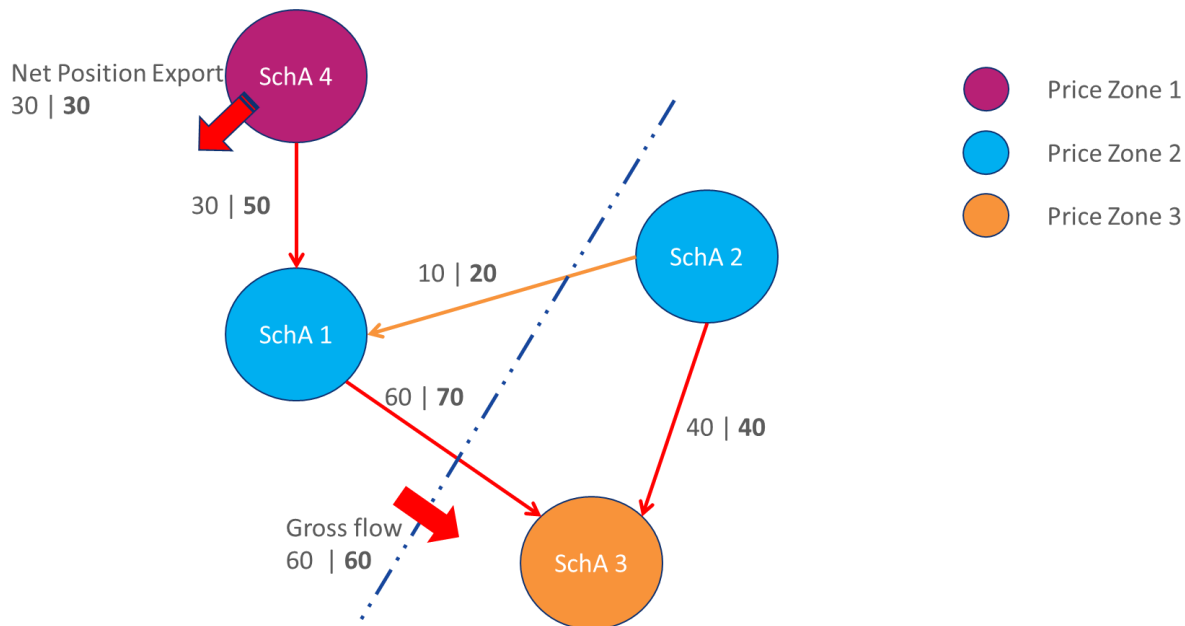 SchA 4
Net Position Export
30 | 30
30 | 50
Price Zone 1
Price Zone 2
Price Zone 3
SchA 2
10 | 20
SchA 1
60 | 70
40 | 40
Gross flow
60 | 60
SchA 3